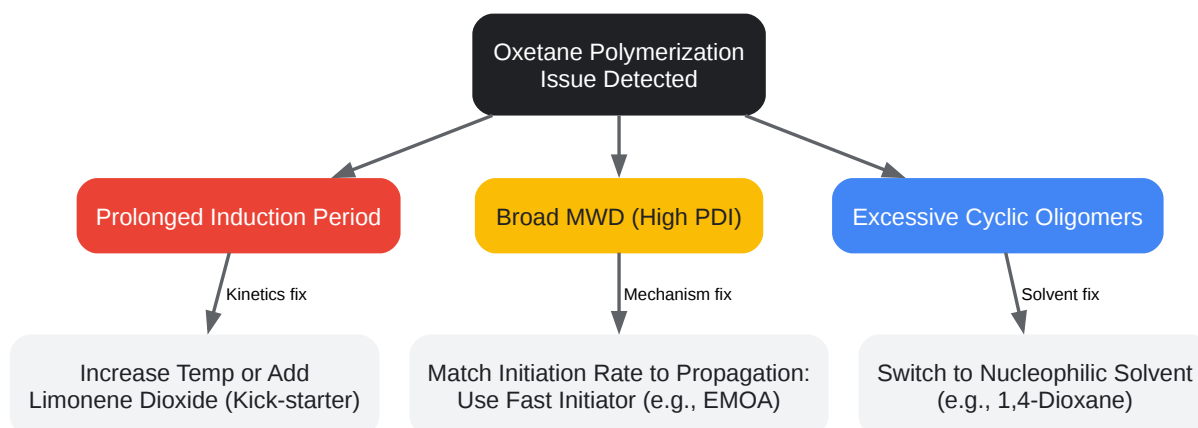 Oxetane Polymerization
Issue Detected
Prolonged Induction Period
Broad MWD (High PDI)
Excessive Cyclic Oligomers
Kinetics fix
Mechanism fix
Solvent fix
Increase Temp or Add
Limonene Dioxide (Kick-starter)
Match Initiation Rate to Propagation:
Use Fast Initiator (e.g., EMOA)
Switch to Nucleophilic Solvent
(e.g., 1,4-Dioxane)